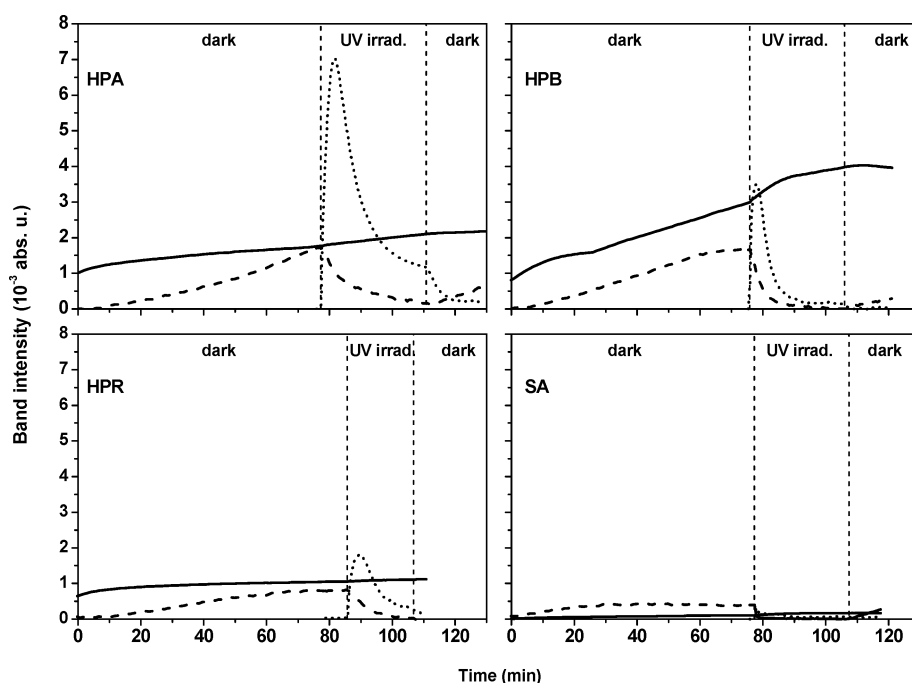 8
7
6
5
4
3
2
1
0
dark
UV irrad.
dark
HPA
dark
UV irrad.
dark
HPB
8
7
6
5
4
3
2
1
0
dark
UV irrad.
dark
HPR
dark
UV irrad.
dark
SA
0 20 40 60 80 100 120
0 20 40 60 80 100 120
Band intensity (10⁻³ abs. u.)
Time (min)